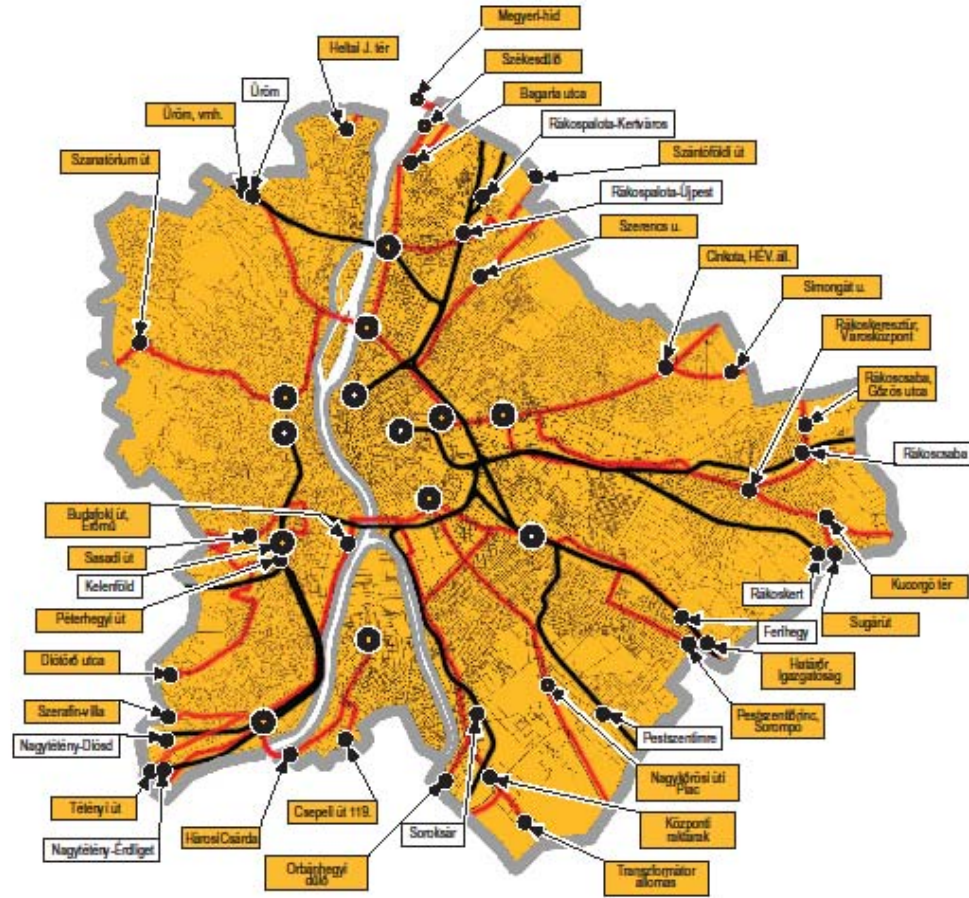 Megyeri-híd
Heltai J. tér
Székesdűlő
Üröm
Bagaria utca
Üröm, vmh.
Rákospalota-Kertváros
Szanatórium út
Szántóföldi út
Rákospalota-Újpest
Szerencs u.
Cinkota, HÉV. áll.
Simongát u.
Rákoskeresztúr,
Városközpont
Rákoscsaba,
Gőzös utca
Rákoscsaba
Budafoki út,
Erőmű
Sasadi út
Kelenföld
Rákoskert
Kucorgó tér
Péterhegyi út
Ferihegy
Sugárút
Diótörő utca
Határőr
Igazgatóság
Szerafin-villa
Pestszentlőrinc,
Sorompó
Nagytétény-Diósd
Pestszentimre
Nagykőrösi úti
Piac
Tétényi út
Hárosi Csárda
Csepeli út 119.
Soroksár
Központi
raktárak
Nagytétény-Érdliget
Orbánhegyi
dűlő
Transzformátor
állomás